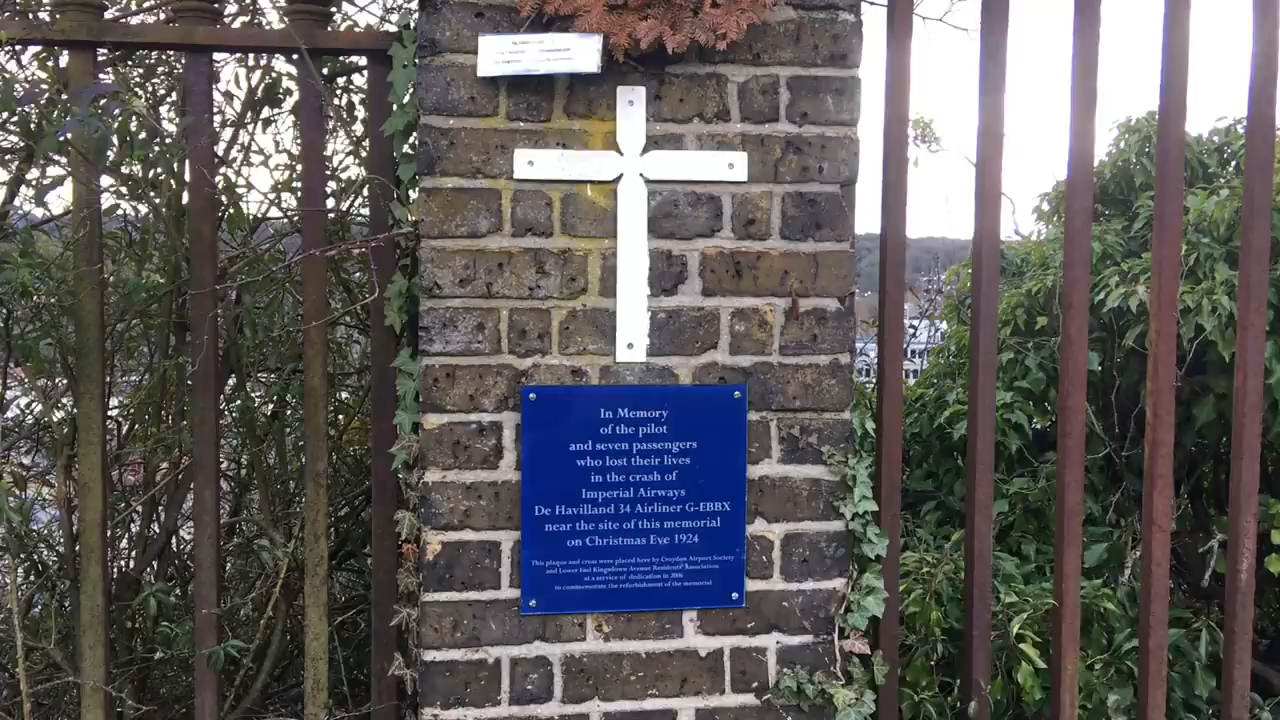 In Memory
of the pilot
and seven passengers
who lost their lives
in the crash of
Imperial Airways
De Havilland 34 Airliner G-EBBX
near the site of this memorial
on Christmas Eve 1924
This plaque and cross were placed here by Croydon Airport Society
and Lower Earl Kingsdown Avenue Residents' Association
at a service of dedication in 2006
to commemorate the refurbishment of the memorial